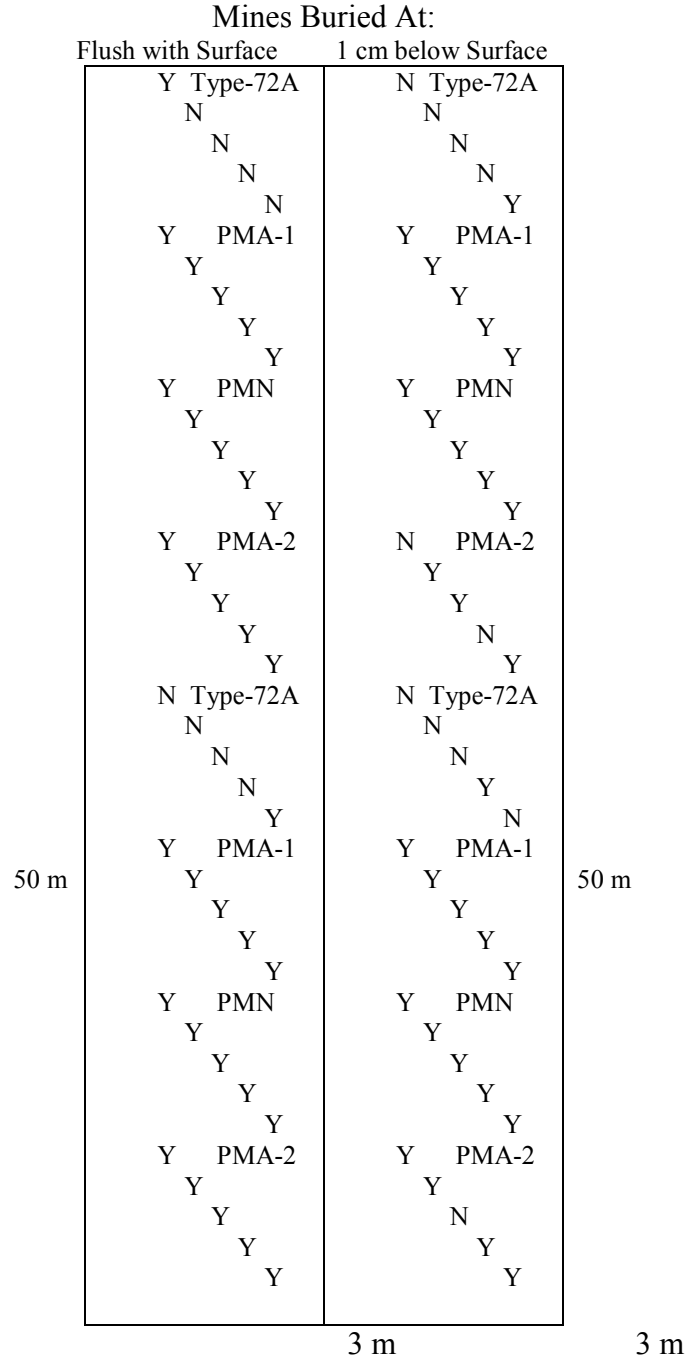 Mines Buried At:
Flush with Surface 1 cm below Surface
Y Type-72A N Type-72A
N N
N N
N N
N Y
Y PMA-1 Y PMA-1
Y Y
Y Y
Y Y
Y Y
Y PMN Y PMN
Y Y
Y Y
Y Y
Y Y
Y PMA-2 N PMA-2
Y Y
Y Y
Y N
Y Y
N Type-72A N Type-72A
N N
N N
N Y
Y N
Y PMA-1 Y PMA-1
50 m Y Y 50 m
Y Y
Y Y
Y Y
Y PMN Y PMN
Y Y
Y Y
Y Y
Y Y
Y PMA-2 Y PMA-2
Y Y
Y N
Y Y
Y Y
3 m 3 m